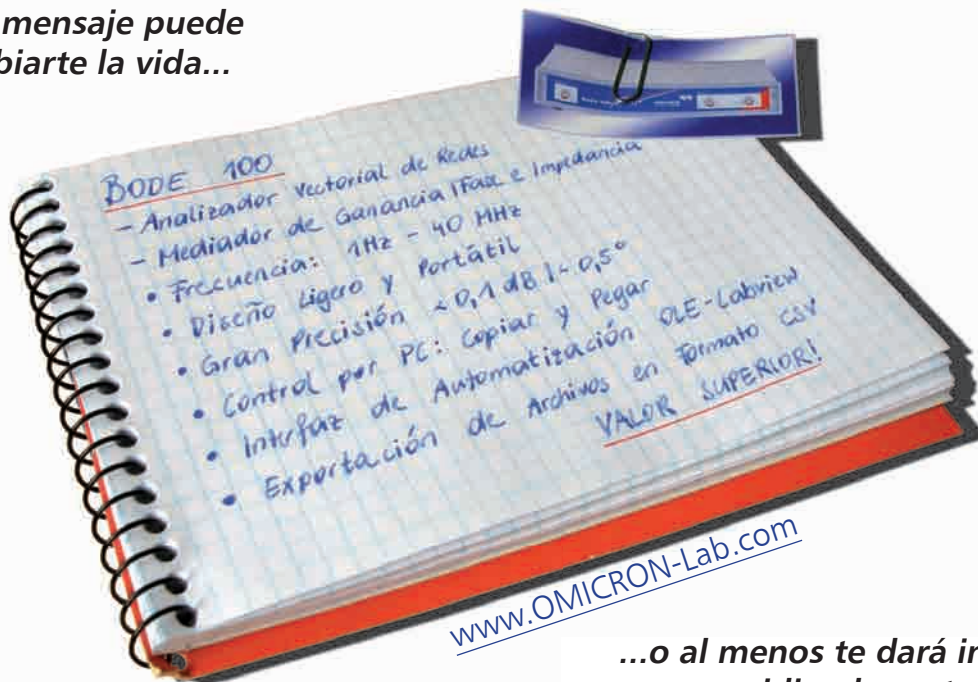 mensaje puede
biarte la vida...
BODE 100
- Analizador Vectorial de Redes
- Mediador de Ganancia / Fase e Impedancia
• Frecuencia: 1Hz - 40 MHz
• Diseño Ligero y Portátil
• Gran Precisión < 0,1 dB / < 0,5°
• Control por PC: Copiar y Pegar
• Interfaz de Automatización OLE-Labview
• Exportación de Archivos en Formato CSV
VALOR SUPERIOR!
www.OMICRON-Lab.com
...o al menos te dará in